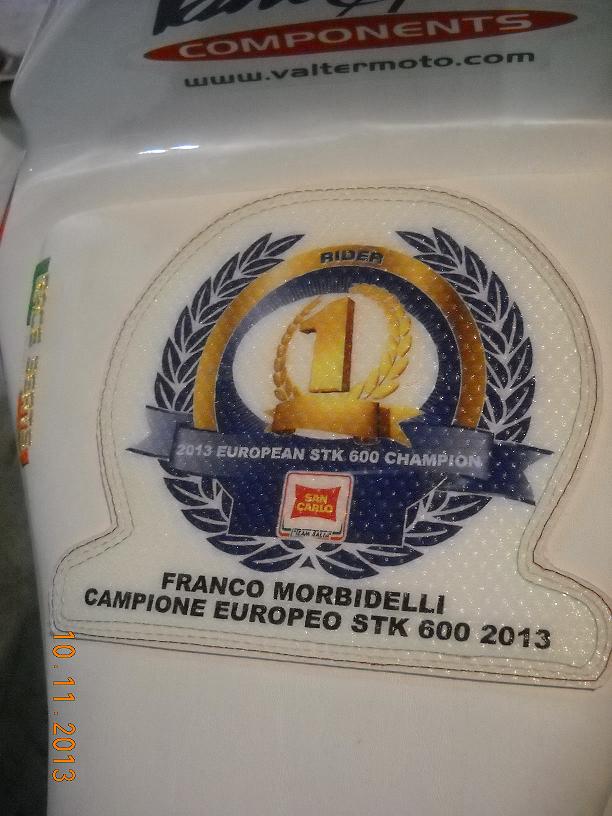 COMPONENTS
www.valtermoto.com
RIDER
1
2013 EUROPEAN STK 600 CHAMPION
SAN
CARLO
FRANCO MORBIDELLI
CAMPIONE EUROPEO STK 600 2013
10.11.2013